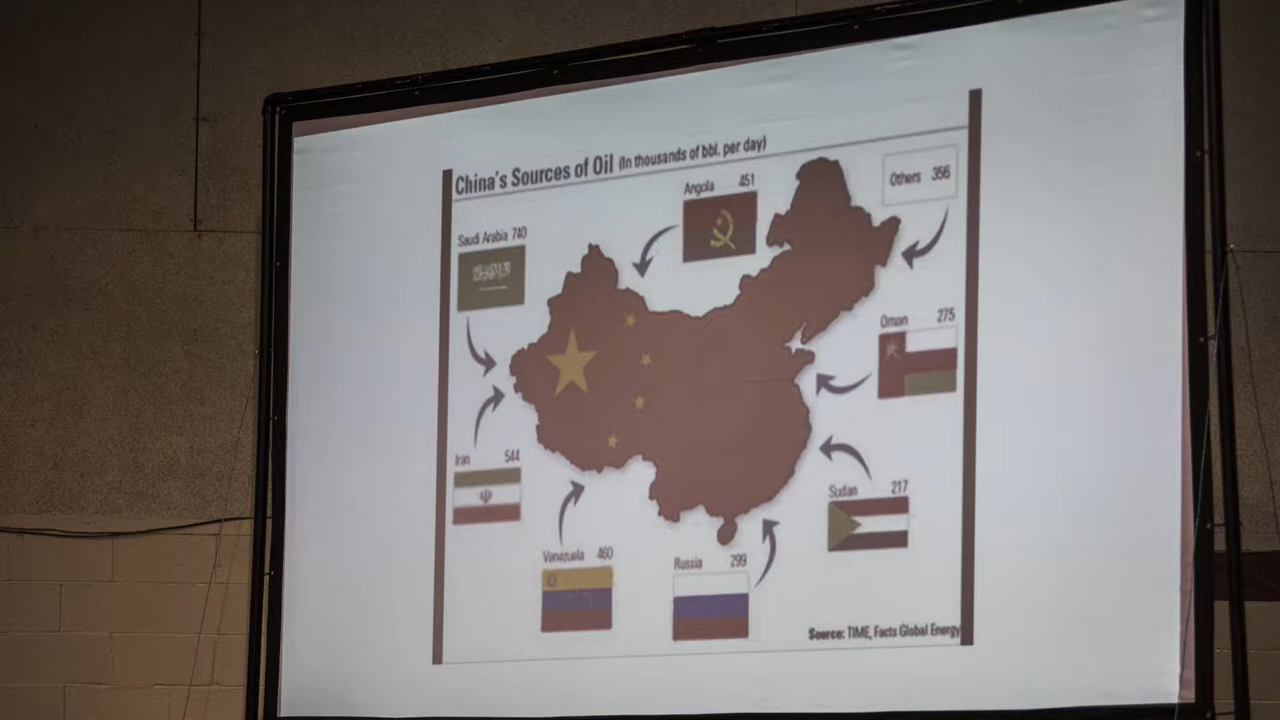 China's Sources of Oil (In thousands of bbl. per day)
Angola 451
Others 356
Saudi Arabia 740
Oman 275
Iran 544
Sudan 217
Venezuela 460
Russia 299
Source: TIME, Facts Global Energy